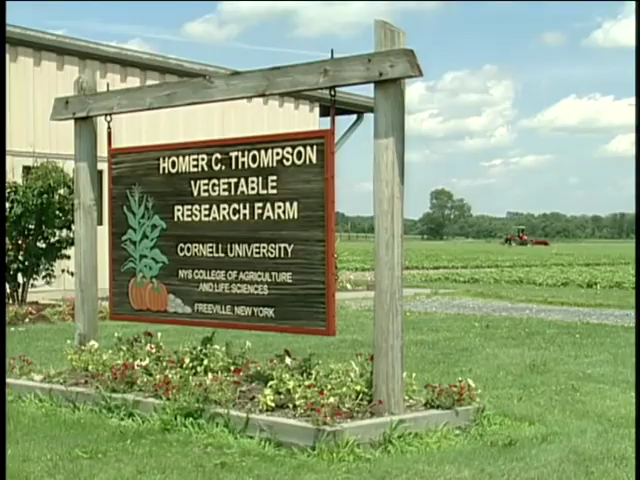 HOMER C. THOMPSON
VEGETABLE
RESEARCH FARM
CORNELL UNIVERSITY
NYS COLLEGE OF AGRICULTURE
AND LIFE SCIENCES
FREEVILLE, NEW YORK